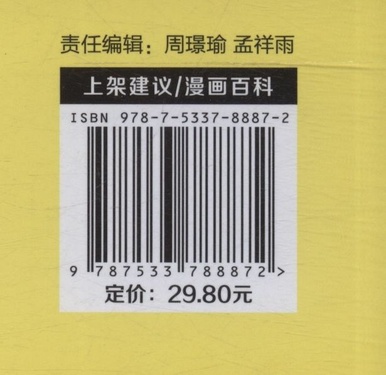 责任编辑：周璟瑜 孟祥雨
上架建议/漫画百科
ISBN 978-7-5337-8887-2
9 787533 788872 >
定价：29.80元